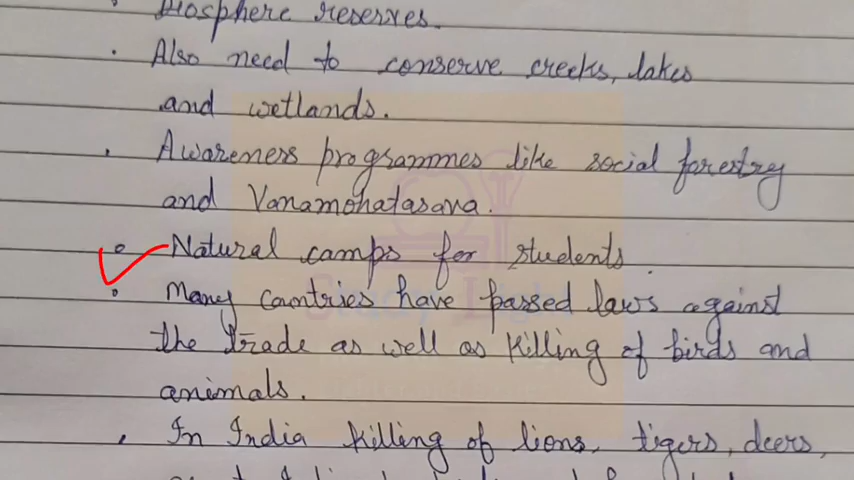 Biosphere reserves.
• Also need to conserve creeks, lakes
and wetlands.
• Awareness programmes like social forestry
and Vanamohatasava.
• Natural camps for students.
• Many countries have passed laws against
the trade as well as killing of birds and
animals.
• In India killing of lions, tigers, deers,